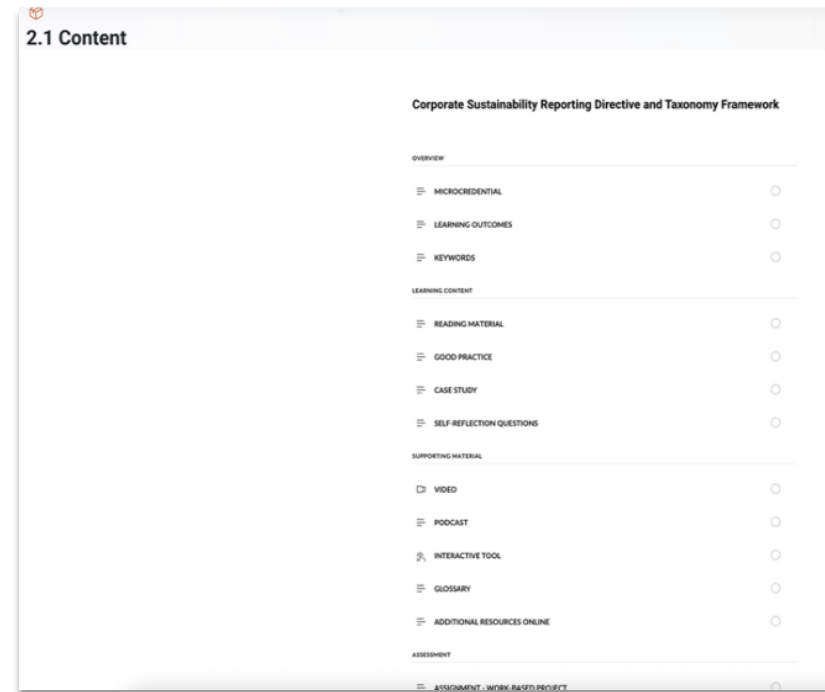 2.1 Content
Corporate Sustainability Reporting Directive and Taxonomy Framework
OVERVIEW
MICROCREDENTIAL
LEARNING OUTCOMES
KEYWORDS
LEARNING CONTENT
READING MATERIAL
GOOD PRACTICE
CASE STUDY
SELF-REFLECTION QUESTIONS
SUPPORTING MATERIAL
VIDEO
PODCAST
INTERACTIVE TOOL
GLOSSARY
ADDITIONAL RESOURCES ONLINE
ASSESSMENT
ASSIGNMENT - WORK-BASED PROJECT